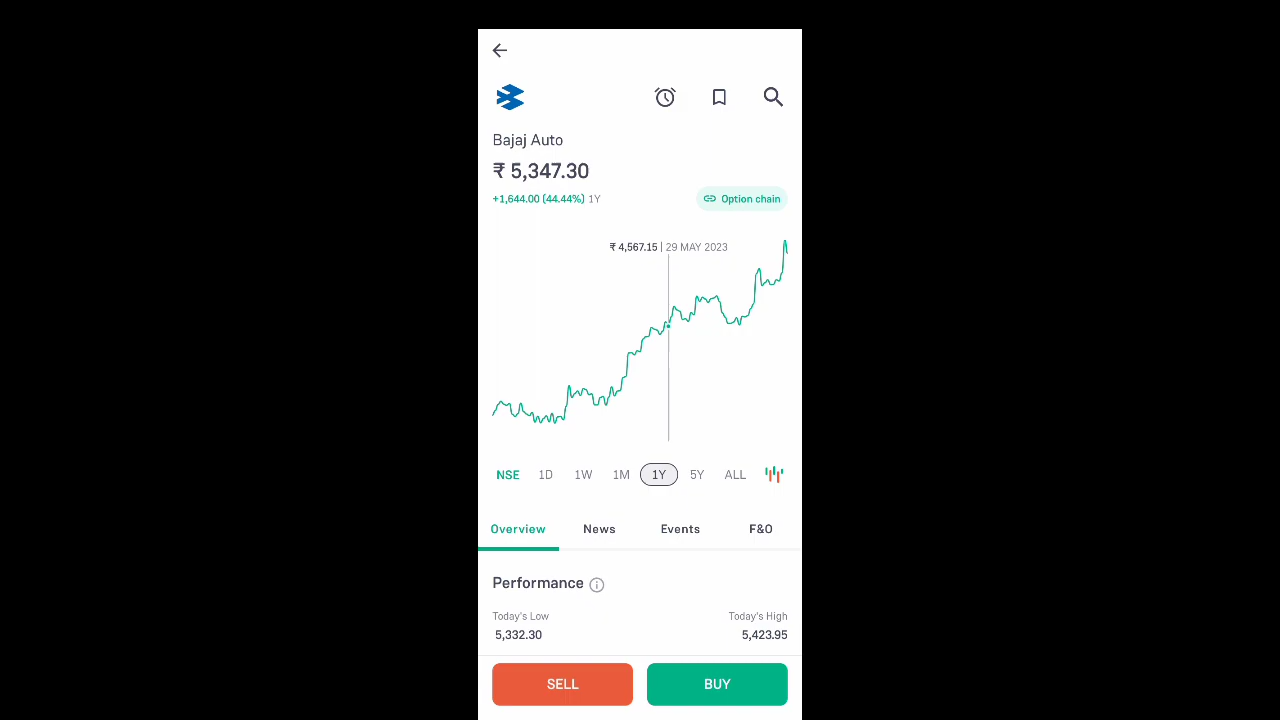 Bajaj Auto
₹ 5,347.30
+1,644.00 (44.44%) 1Y
Option chain
₹ 4,567.15 | 29 MAY 2023
NSE 1D 1W 1M 1Y 5Y ALL
Overview News Events F&O
Performance
Today's Low Today's High
5,332.30 5,423.95
SELL BUY